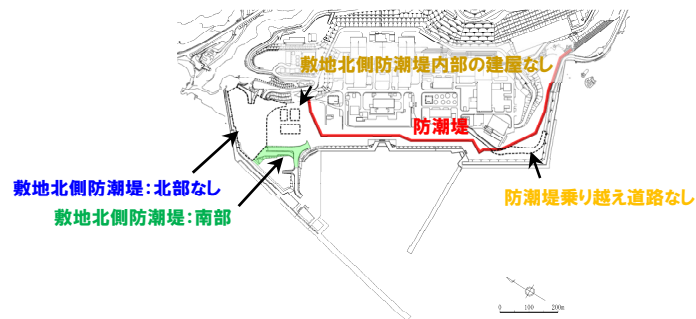 敷地北側防潮堤内部の建屋なし
防潮堤
敷地北側防潮堤：北部なし
敷地北側防潮堤：南部
防潮堤乗り越え道路なし
0 100 200m